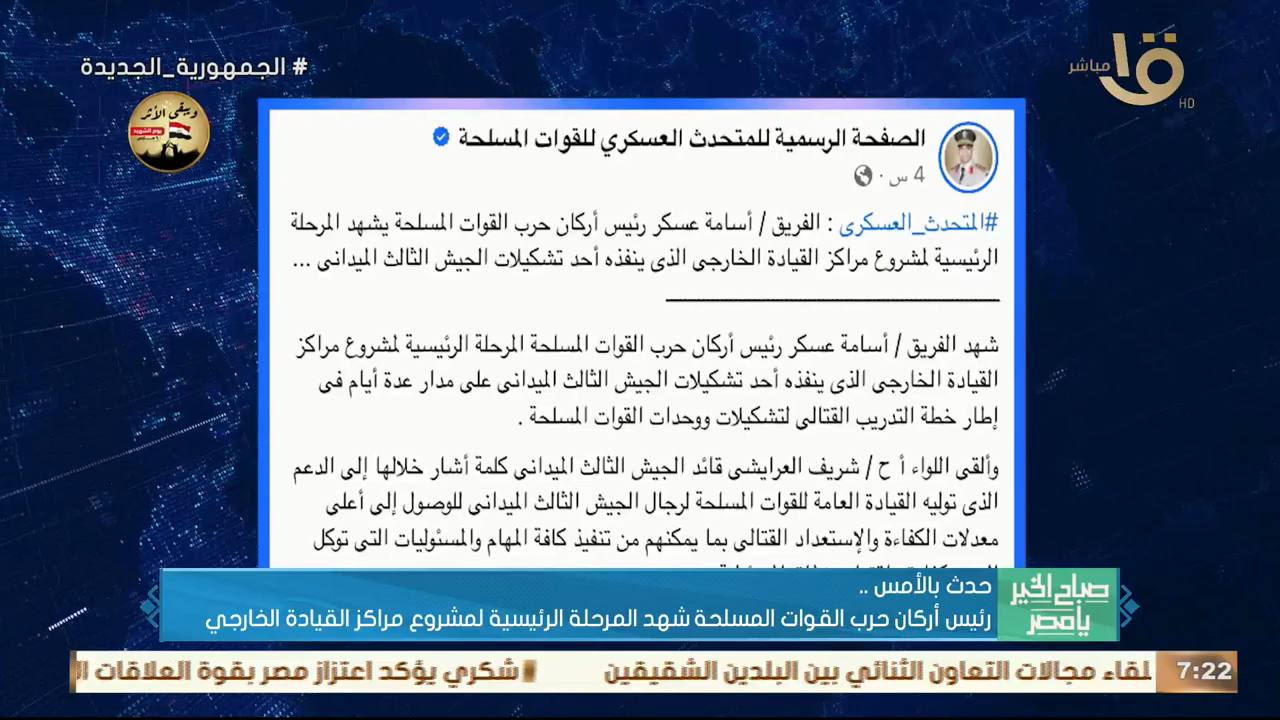 # الجمهورية_الجديدة
مباشر
HD
ويبقى الأثر
يوم الشهيد
الصفحة الرسمية للمتحدث العسكري للقوات المسلحة
4 س ·
#المتحدث_العسكرى : الفريق / أسامة عسكر رئيس أركان حرب القوات المسلحة يشهد المرحلة
الرئيسية لمشروع مراكز القيادة الخارجى الذى ينفذه أحد تشكيلات الجيش الثالث الميدانى ...
شهد الفريق / أسامة عسكر رئيس أركان حرب القوات المسلحة المرحلة الرئيسية لمشروع مراكز
القيادة الخارجى الذى ينفذه أحد تشكيلات الجيش الثالث الميدانى على مدار عدة أيام فى
إطار خطة التدريب القتالى لتشكيلات ووحدات القوات المسلحة .
وألقى اللواء أ ح / شريف العرايشى قائد الجيش الثالث الميدانى كلمة أشار خلالها إلى الدعم
الذى توليه القيادة العامة للقوات المسلحة لرجال الجيش الثالث الميدانى للوصول إلى أعلى
معدلات الكفاءة والإستعداد القتالى بما يمكنهم من تنفيذ كافة المهام والمسئوليات التى توكل
صباح الخير
يا مصر
حدث بالأمس ..
رئيس أركان حرب القوات المسلحة شهد المرحلة الرئيسية لمشروع مراكز القيادة الخارجي
7:22
لقاء مجالات التعاون الثنائي بين البلدين الشقيقين
شكري يؤكد اعتزاز مصر بقوة العلاقات